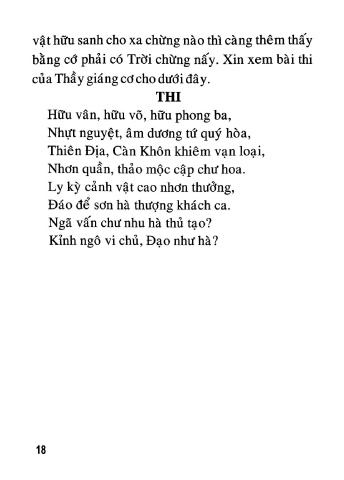 vật hữu sanh cho xa chừng nào thì càng thêm thấy
bằng cớ phải có Trời chừng nấy. Xin xem bài thi
của Thầy giáng cơ cho dưới đây.
THI
Hữu vân, hữu võ, hữu phong ba,
Nhựt nguyệt, âm dương tứ quý hòa,
Thiên Địa, Càn Khôn khiêm vạn loại,
Nhơn quần, thảo mộc cập chư hoa.
Ly kỳ cảnh vật cao nhơn thưởng,
Đáo để sơn hà thượng khách ca.
Ngã vấn chư nhu hà thủ tạo?
Kỉnh ngô vi chủ, Đạo như hà?
18